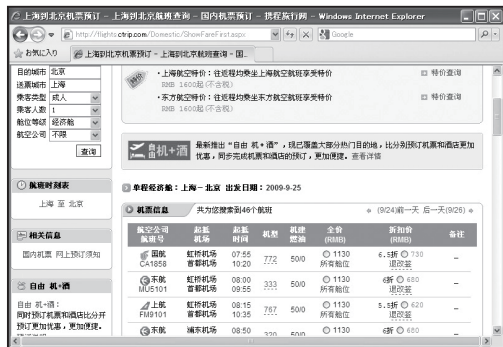 上海到北京机票预订 - 上海到北京航班查询 - 国内机票预订 - 携程旅行网 - Windows Internet Explorer
http://flights.ctrip.com/Domestic/ShowFareFirst.aspx
Google
お気に入り
上海到北京机票预订 - 上海到北京航班查询 - 国...
目的城市 北京
送票城市 上海
乘客类型 成人
乘客人数 1
舱位等级 经济舱
航空公司 不限
查询
·上海航空特价：往返程均乘坐上海航空航班享受特价
特价查询
RMB 1600起(不含税)
·东方航空特价：往返程均乘坐东方航空航班享受特价
特价查询
RMB 1600起(不含税)
自由 机+酒
最新推出“自由 机+酒”，现已覆盖大部分热门目的地，比分别预订机票和酒店更加
优惠，同步完成机票和酒店的预订，更加便捷。查看详情
航班时刻表
上海 至 北京
相关信息
国内机票 网上预订须知
自由 机+酒
自由 机+酒：
同时预订机票和酒店比分开
预订更加优惠，更加便捷。
单程经济舱：上海-北京 出发日期：2009-9-25
机票信息 共为您搜索到46个航班 (9/24)前一天 后一天(9/26)
航空公司 航班号 起抵机场 起抵时间 机型 机建燃油 全价(RMB) 折扣价(RMB) 备注
国航 虹桥机场 07:55 772 50/0 1130 6.5折 730 -
CA1858 首都机场 10:20 所有舱位 退改签
东航 虹桥机场 08:00 333 50/0 1130 6折 680 -
MU5101 首都机场 09:55 所有舱位 退改签
上航 虹桥机场 08:15 767 50/0 1130 5.5折 620 -
FM9101 首都机场 10:35 所有舱位 退改签
东航 浦东机场 08:50 320 50/0 1130 6折 680